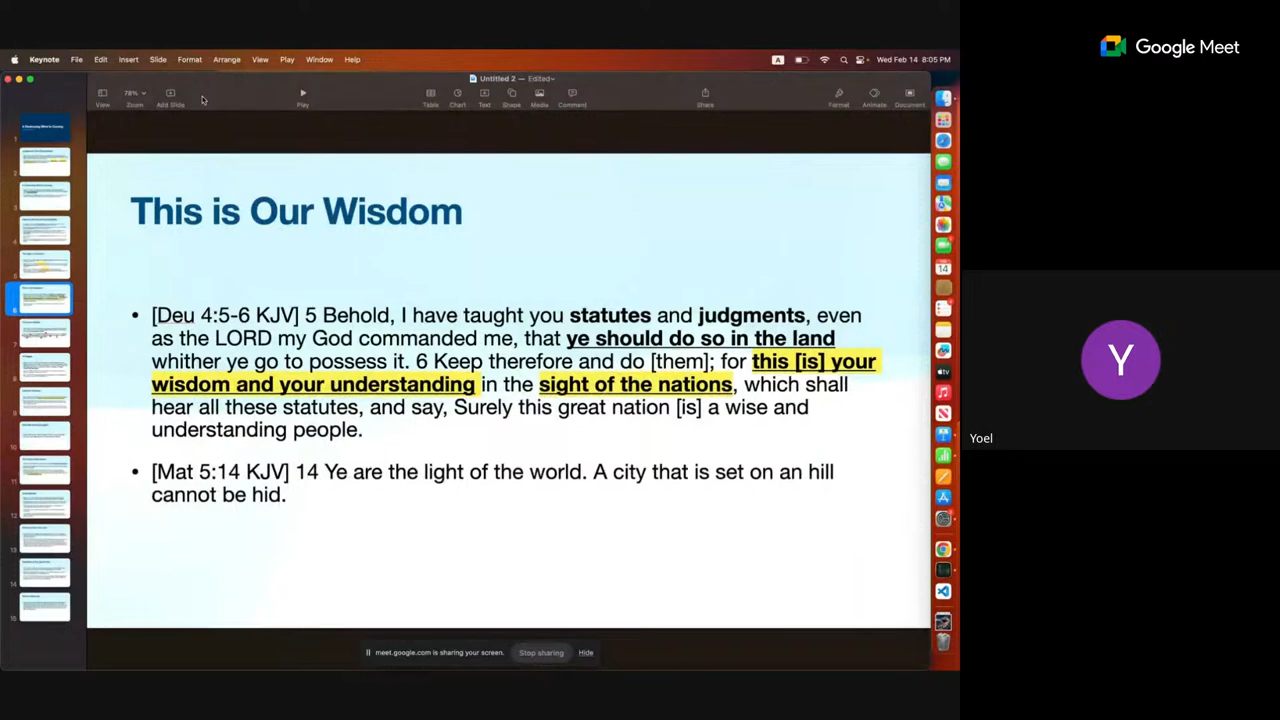 Google Meet
Keynote File Edit Insert Slide Format Arrange View Play Window Help
A
Wed Feb 14 8:05 PM
Untitled 2 — Edited
78%
View Zoom Add Slide Play Table Chart Text Shape Media Comment Share Format Animate Document
This is Our Wisdom
• [Deu 4:5-6 KJV] 5 Behold, I have taught you statutes and judgments, even
as the LORD my God commanded me, that ye should do so in the land
whither ye go to possess it. 6 Keep therefore and do [them]; for this [is] your
wisdom and your understanding in the sight of the nations, which shall
hear all these statutes, and say, Surely this great nation [is] a wise and
understanding people.
• [Mat 5:14 KJV] 14 Ye are the light of the world. A city that is set on an hill
cannot be hid.
meet.google.com is sharing your screen. Stop sharing Hide
Y
Yoel